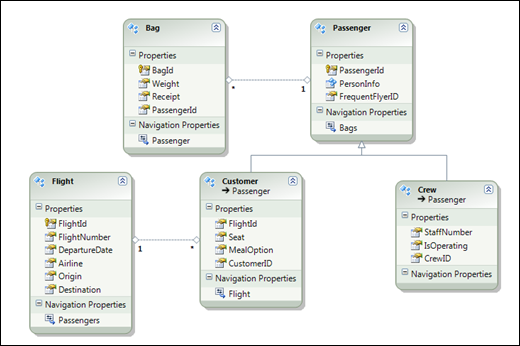 Bag
Properties
BagId
Weight
Receipt
PassengerId
Navigation Properties
Passenger
* 1
Passenger
Properties
PassengerId
PersonInfo
FrequentFlyerID
Navigation Properties
Bags
Flight
Properties
FlightId
FlightNumber
DepartureDate
Airline
Origin
Destination
Navigation Properties
Passengers
1 *
Customer
→ Passenger
Properties
FlightId
Seat
MealOption
CustomerID
Navigation Properties
Flight
Crew
→ Passenger
Properties
StaffNumber
IsOperating
CrewID
Navigation Properties